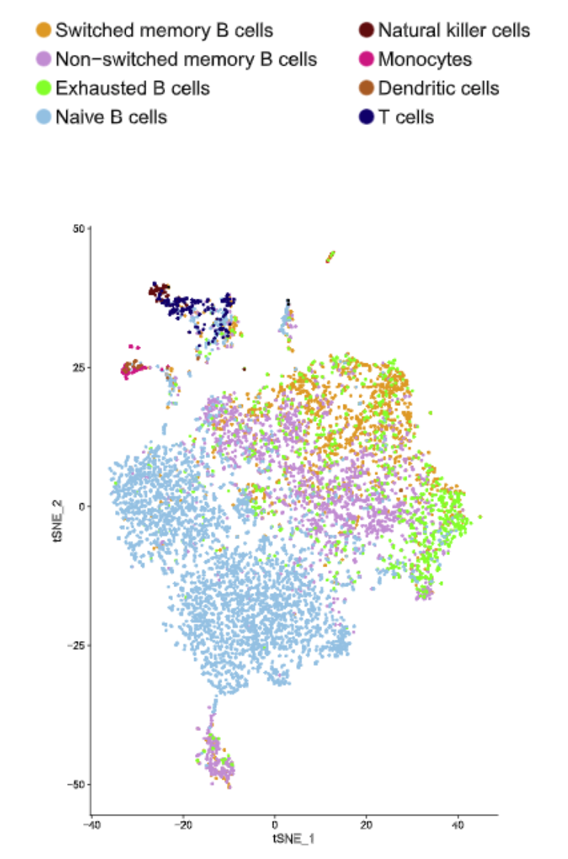 Switched memory B cells
Natural killer cells
Non−switched memory B cells
Monocytes
Exhausted B cells
Dendritic cells
Naive B cells
T cells
50
25
0
−25
−50
tSNE_2
−40
−20
0
20
40
tSNE_1